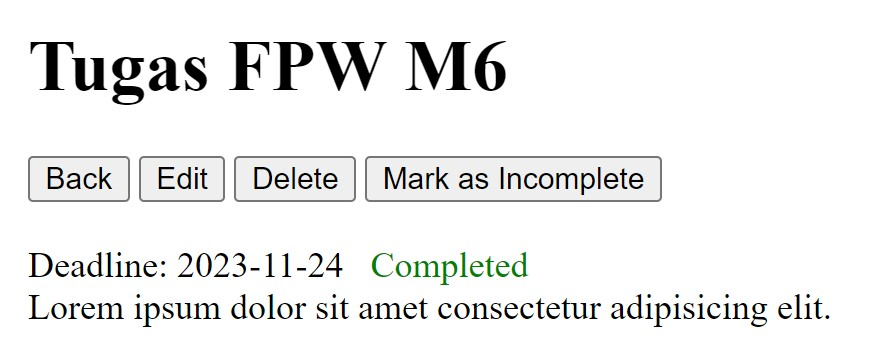 Tugas FPW M6
Back Edit Delete Mark as Incomplete
Deadline: 2023-11-24 Completed
Lorem ipsum dolor sit amet consectetur adipisicing elit.